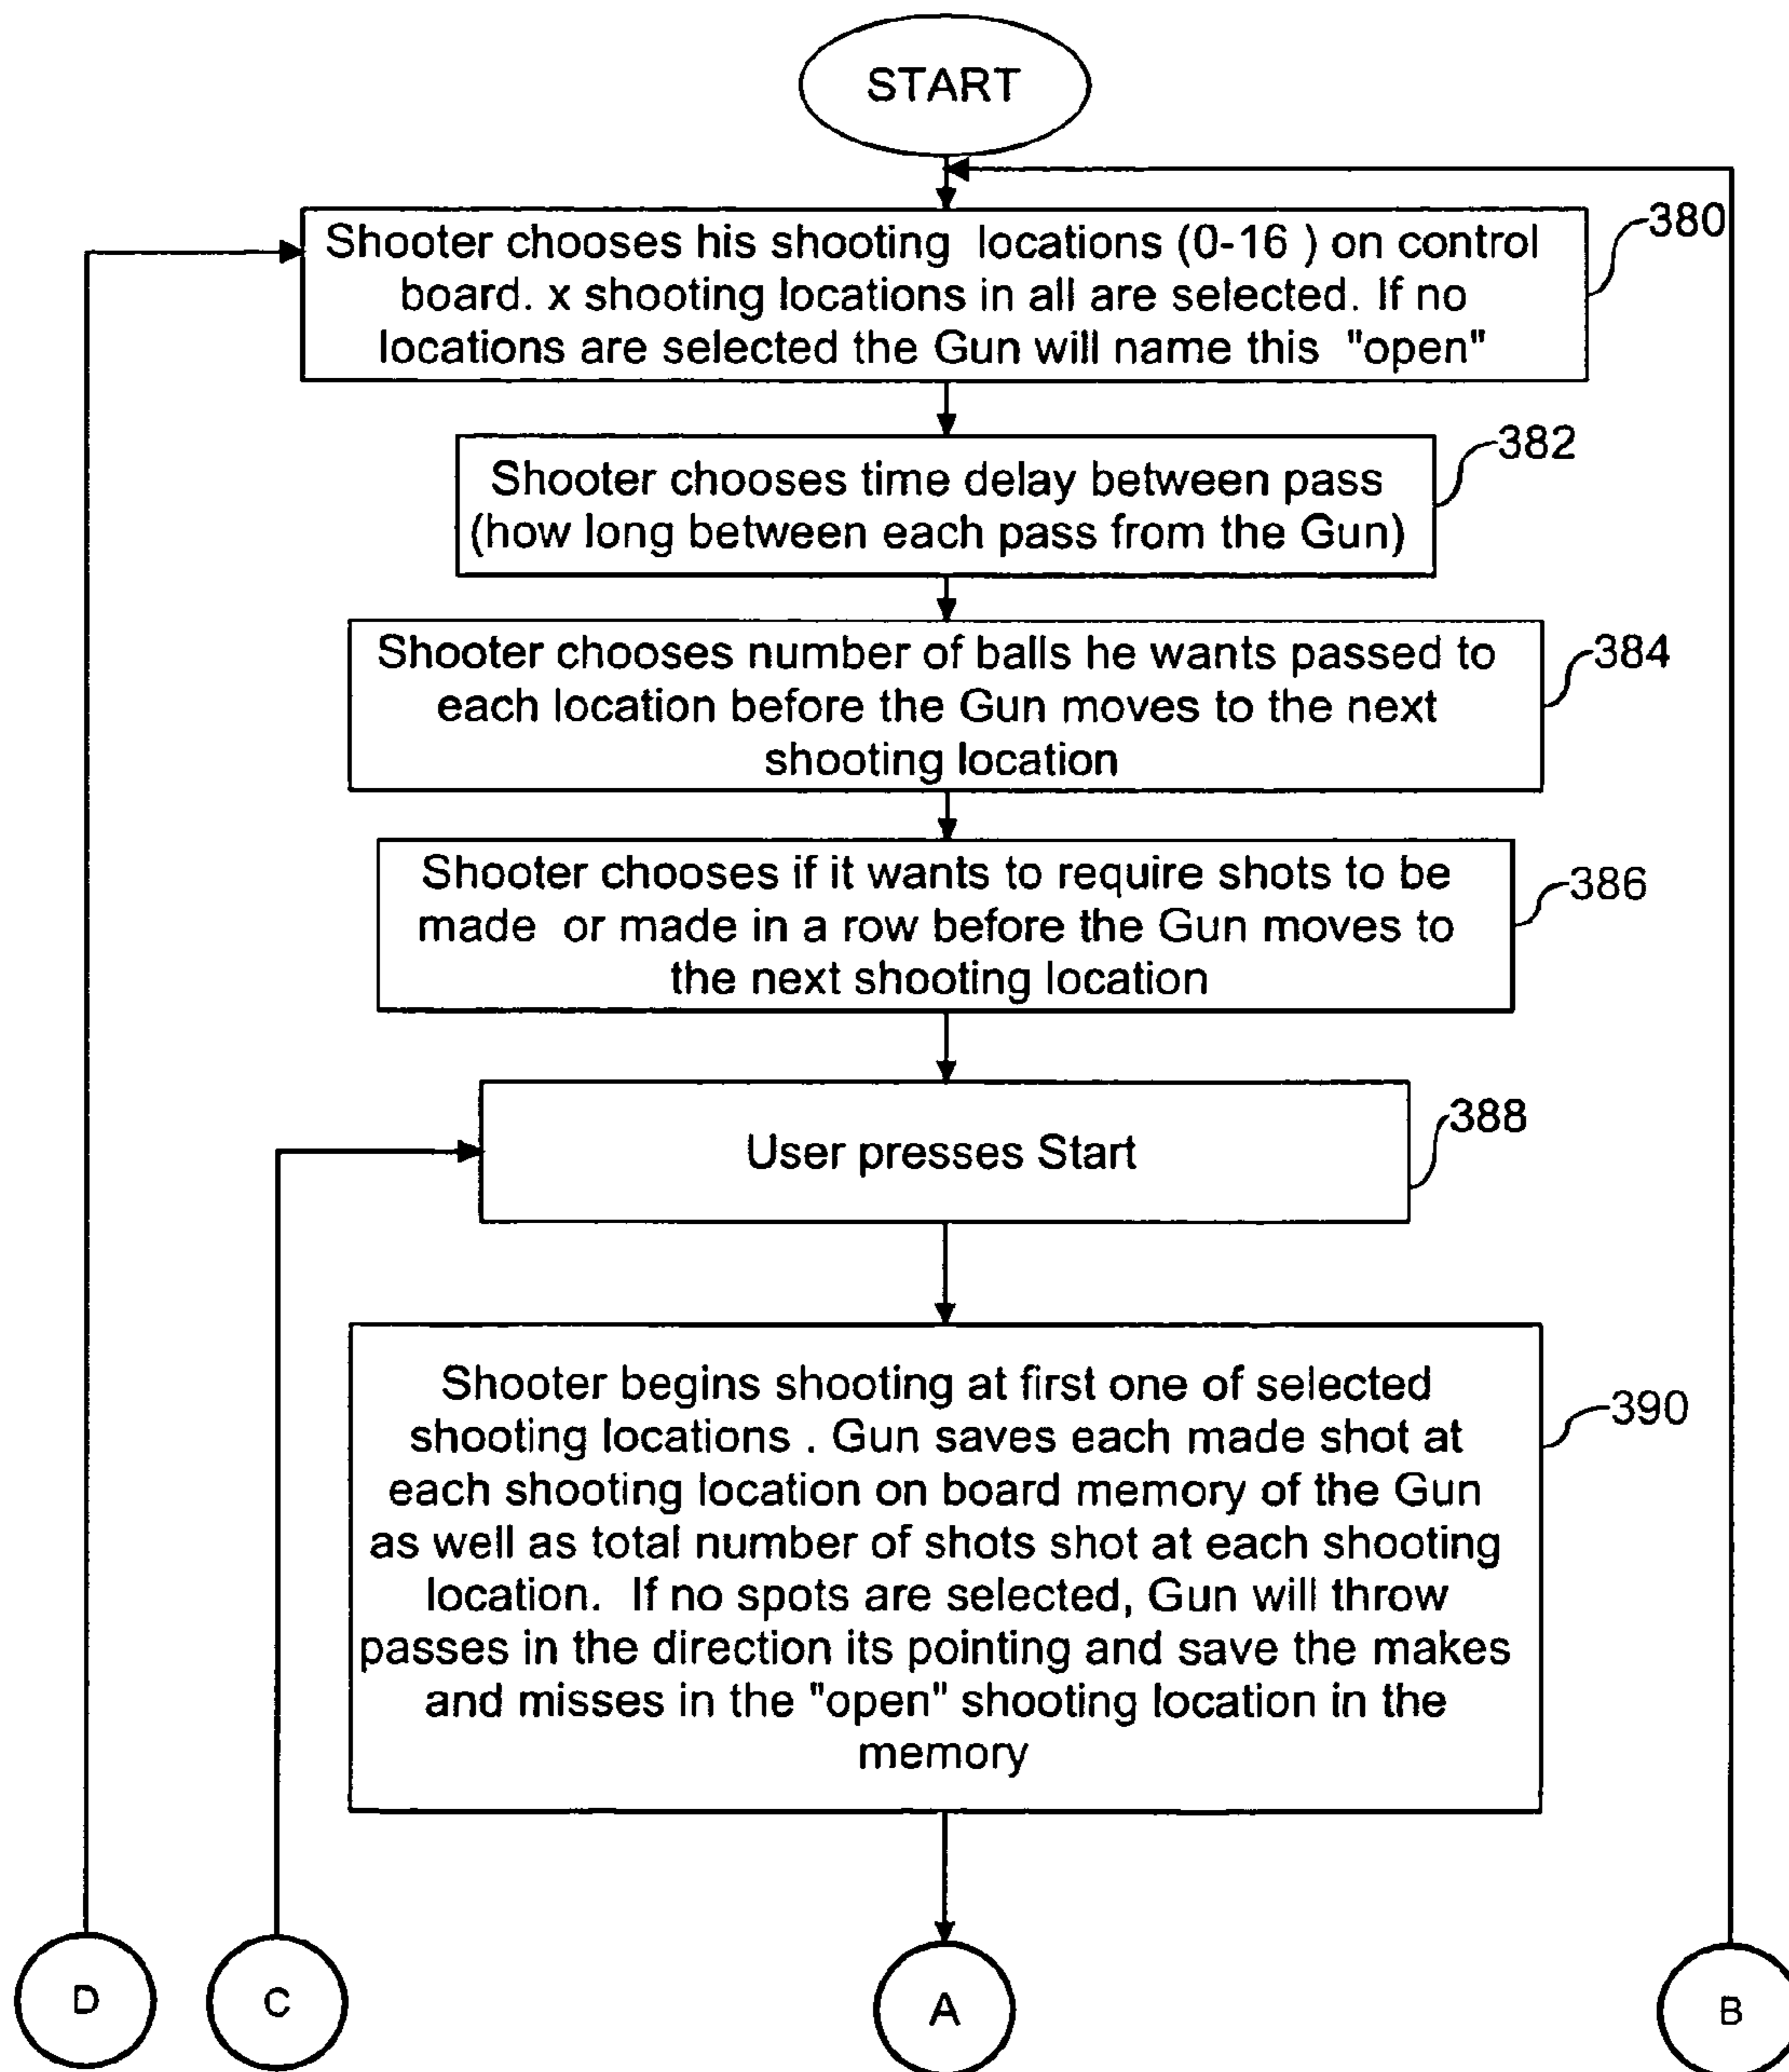 START
Shooter chooses his shooting locations (0-16 ) on control
board. x shooting locations in all are selected. If no
locations are selected the Gun will name this "open"
380
Shooter chooses time delay between pass
(how long between each pass from the Gun)
382
Shooter chooses number of balls he wants passed to
each location before the Gun moves to the next
shooting location
384
Shooter chooses if it wants to require shots to be
made or made in a row before the Gun moves to
the next shooting location
386
User presses Start
388
Shooter begins shooting at first one of selected
shooting locations . Gun saves each made shot at
each shooting location on board memory of the Gun
as well as total number of shots shot at each shooting
location. If no spots are selected, Gun will throw
passes in the direction its pointing and save the makes
and misses in the "open" shooting location in the
memory
390
D
C
A
B